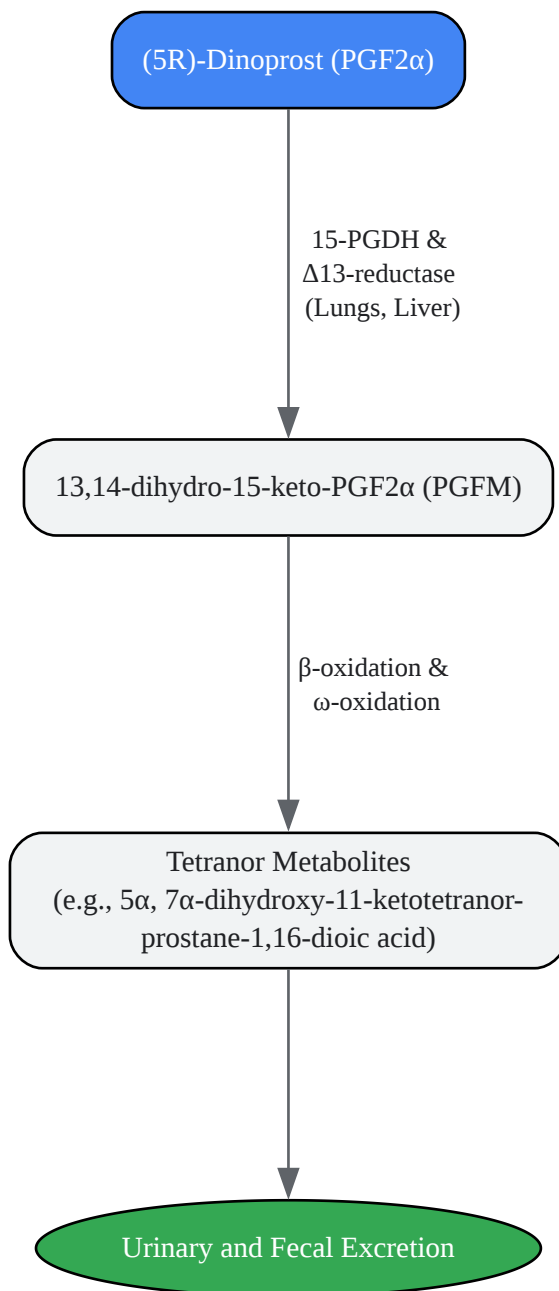 (5R)-Dinoprost (PGF2α)
15-PGDH &
Δ13-reductase
(Lungs, Liver)
13,14-dihydro-15-keto-PGF2α (PGFM)
β-oxidation &
ω-oxidation
Tetranor Metabolites
(e.g., 5α, 7α-dihydroxy-11-ketotetranor-
prostane-1,16-dioic acid)
Urinary and Fecal Excretion